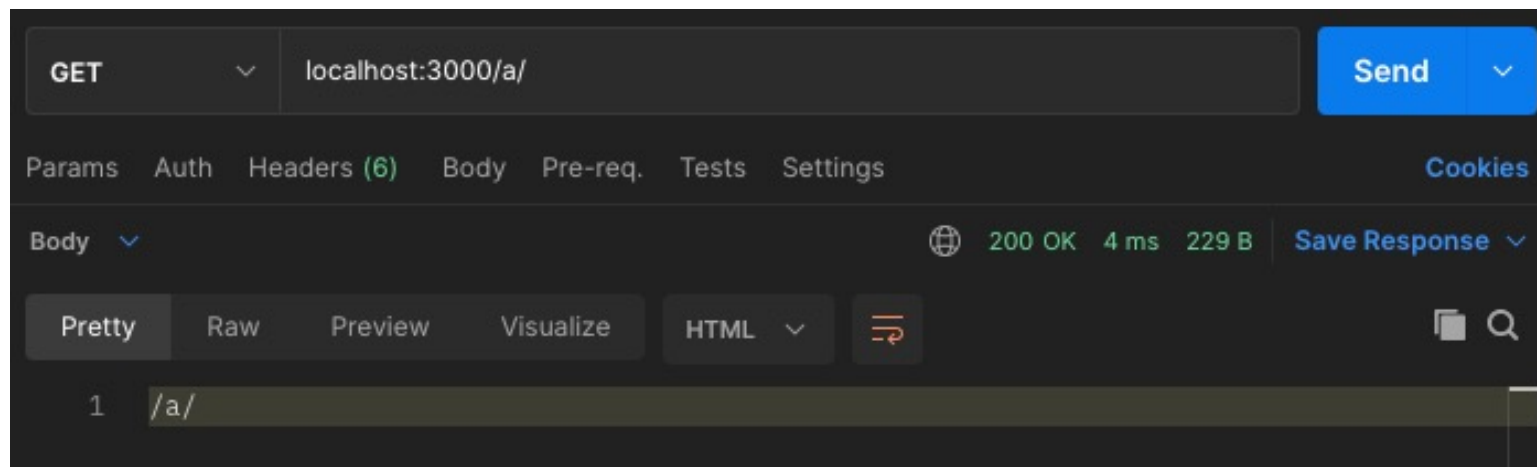 GET localhost:3000/a/ Send
Params Auth Headers (6) Body Pre-req. Tests Settings Cookies
Body 200 OK 4 ms 229 B Save Response
Pretty Raw Preview Visualize HTML
1 /a/